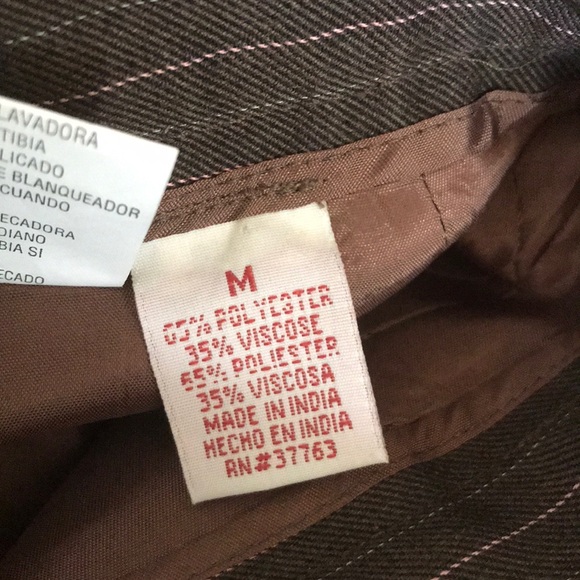 LAVADORA
TIBIA
LICADO
E BLANQUEADOR
CUANDO
ECADORA
DIANO
BIA SI
ECADO
M
65% POLYESTER
35% VISCOSE
65% POLIESTER
35% VISCOSA
MADE IN INDIA
HECHO EN INDIA
RN#37763